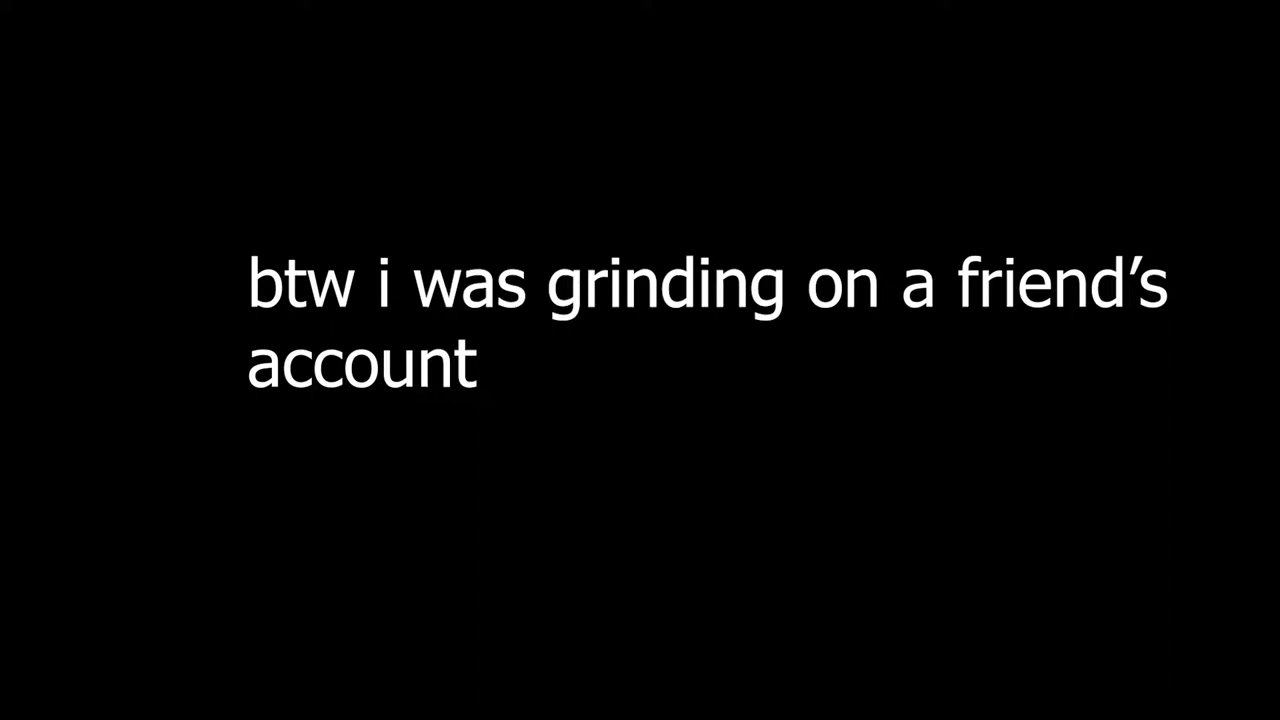 btw i was grinding on a friend’s
account